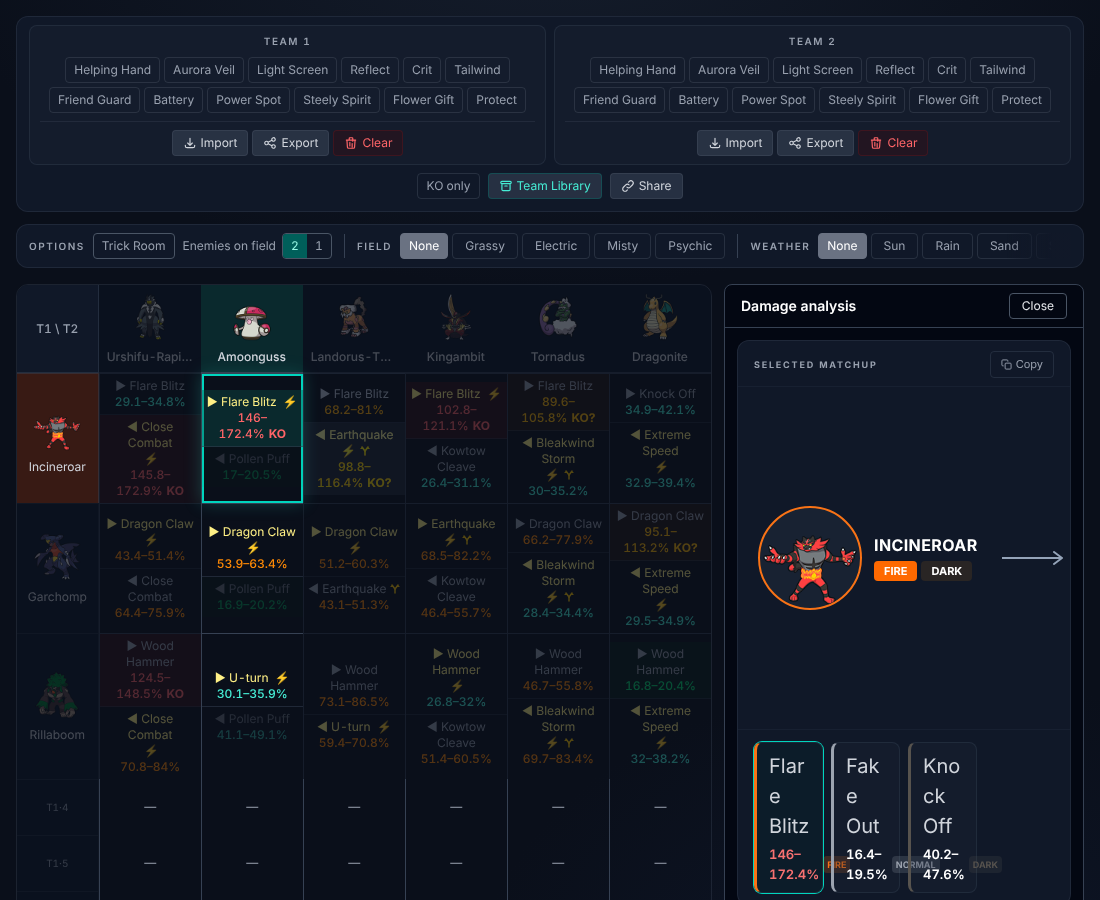 TEAM 1
Helping Hand Aurora Veil Light Screen Reflect Crit Tailwind
Friend Guard Battery Power Spot Steely Spirit Flower Gift Protect
Import Export Clear
TEAM 2
Helping Hand Aurora Veil Light Screen Reflect Crit Tailwind
Friend Guard Battery Power Spot Steely Spirit Flower Gift Protect
Import Export Clear
KO only Team Library Share
OPTIONS Trick Room Enemies on field 2 1 FIELD None Grassy Electric Misty Psychic WEATHER None Sun Rain Sand
T1 \ T2 Urshifu-Rapi... Amoonguss Landorus-T... Kingambit Tornadus Dragonite
Incineroar
▶ Flare Blitz
29.1–34.8%
◀ Close
Combat
⚡
145.8–
172.9% KO
▶ Flare Blitz ⚡
146–
172.4% KO
◀ Pollen Puff
17–20.5%
▶ Flare Blitz
68.2–81%
◀ Earthquake
⚡
98.8–
116.4% KO?
▶ Flare Blitz ⚡
102.8–
121.1% KO
◀ Kowtow
Cleave
26.4–31.1%
▶ Flare Blitz
89.6–
105.8% KO?
◀ Bleakwind
Storm
⚡
30–35.2%
▶ Knock Off
34.9–42.1%
◀ Extreme
Speed
⚡
32.9–39.4%
Garchomp
▶ Dragon Claw
⚡
43.4–51.4%
◀ Close
Combat
64.4–75.9%
▶ Dragon Claw
⚡
53.9–63.4%
◀ Pollen Puff
16.9–20.2%
▶ Dragon Claw
51.2–60.3%
◀ Earthquake
43.1–51.3%
▶ Earthquake
⚡
68.5–82.2%
◀ Kowtow
Cleave
46.4–55.7%
▶ Dragon Claw
66.2–77.9%
◀ Bleakwind
Storm
⚡
28.4–34.4%
▶ Dragon Claw
95.1–
113.2% KO?
◀ Extreme
Speed
⚡
29.5–34.9%
Rillaboom
▶ Wood
Hammer
124.5–
148.5% KO
◀ Close
Combat
⚡
70.8–84%
▶ U-turn ⚡
30.1–35.9%
◀ Pollen Puff
41.1–49.1%
▶ Wood
Hammer
73.1–86.5%
◀ U-turn ⚡
59.4–70.8%
▶ Wood
Hammer
⚡
26.8–32%
◀ Kowtow
Cleave
51.4–60.5%
▶ Wood
Hammer
46.7–55.8%
◀ Bleakwind
Storm
⚡
69.7–83.4%
▶ Wood
Hammer
16.8–20.4%
◀ Extreme
Speed
⚡
32–38.2%
T1-4 — — — — — —
T1-5 — — — — — —
Damage analysis Close
SELECTED MATCHUP Copy
INCINEROAR
FIRE DARK
Flar
e
Blitz
146–
172.4%
FIRE
Fak
e
Out
16.4–
19.5%
NORMAL
Kno
ck
Off
40.2–
47.6%
DARK